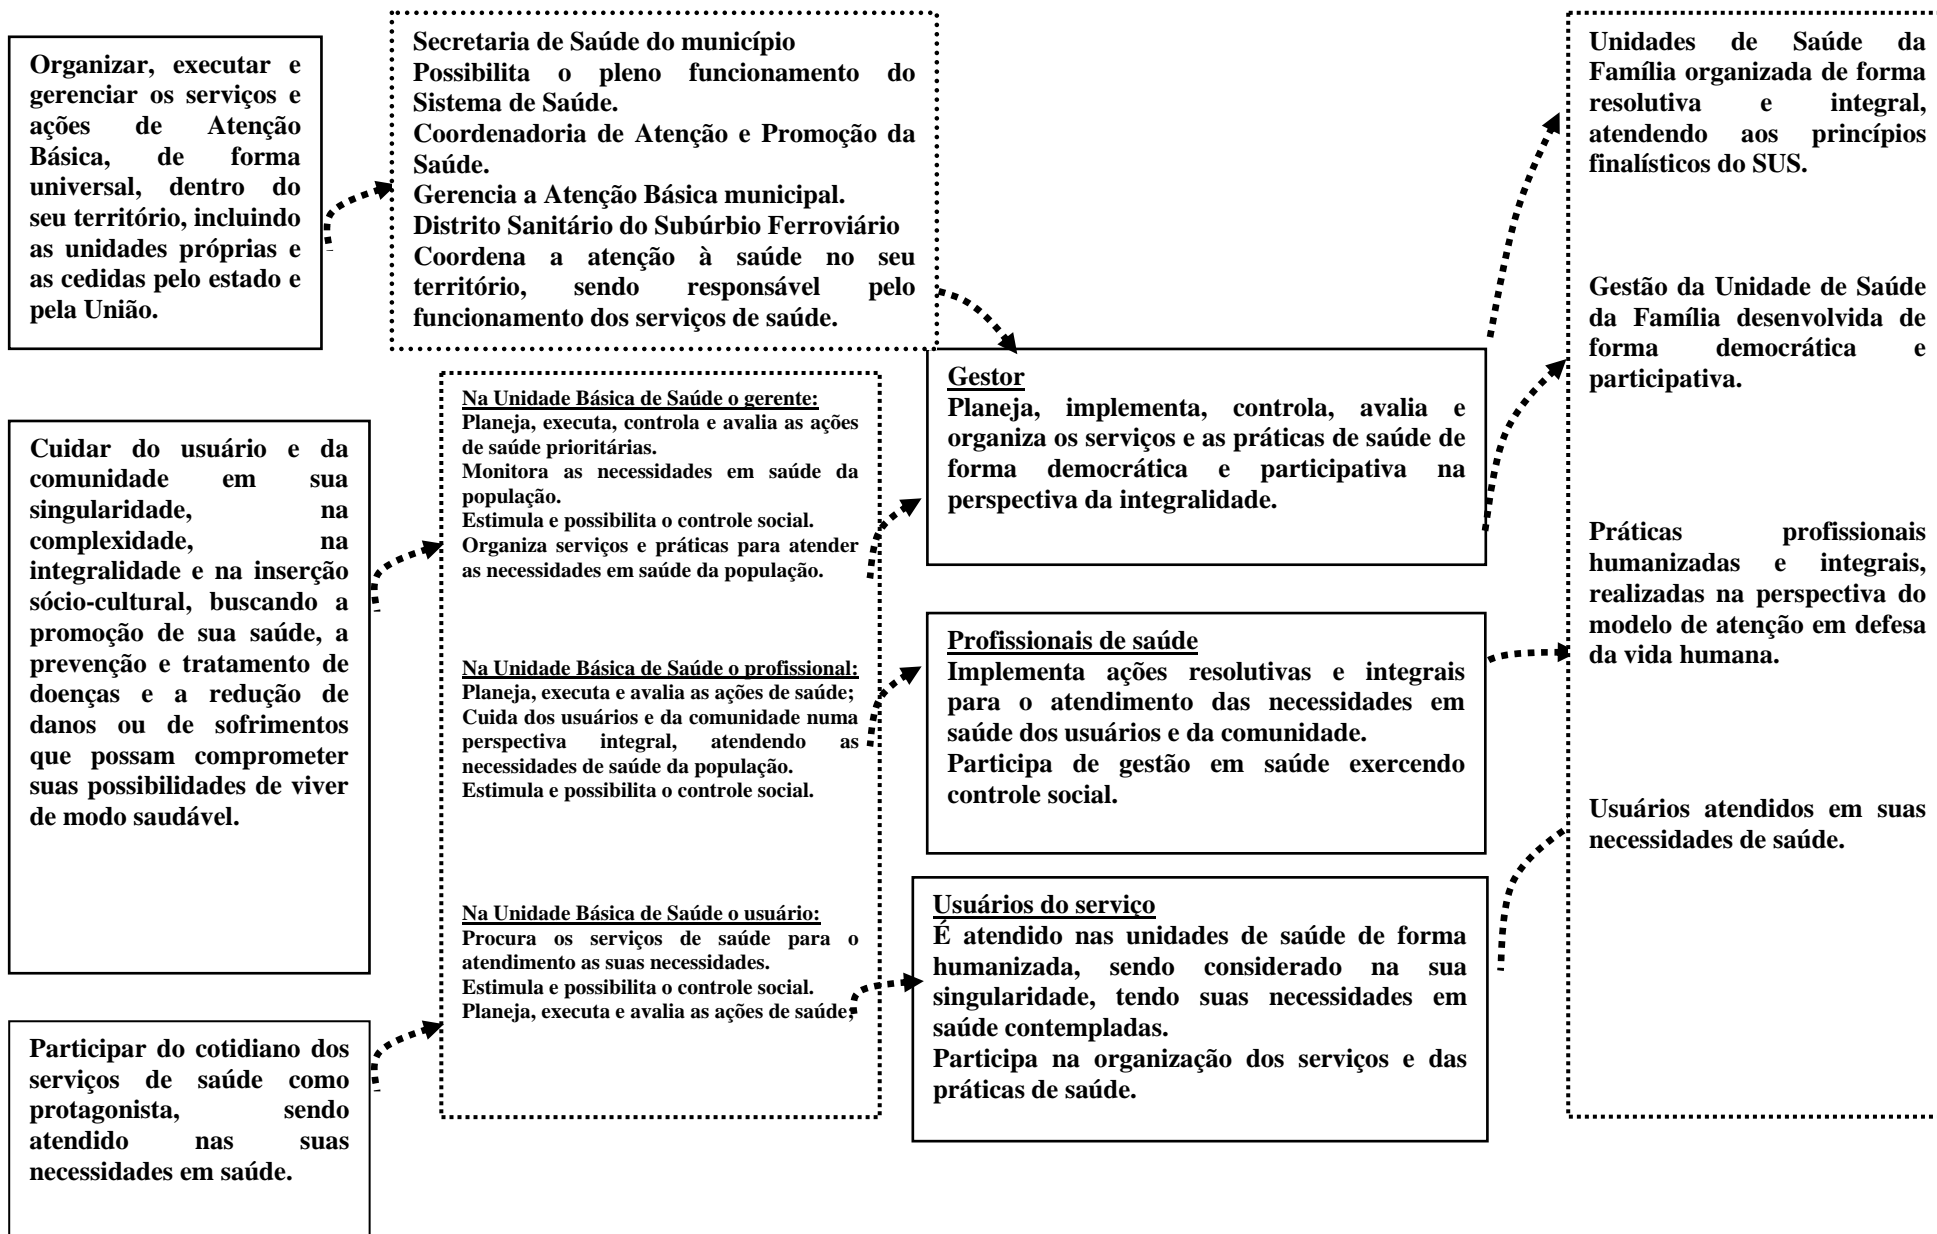 Organizar, executar e
gerenciar os serviços e
ações de Atenção
Básica, de forma
universal, dentro do
seu território, incluindo
as unidades próprias e
as cedidas pelo estado e
pela União.
Cuidar do usuário e da
comunidade em sua
singularidade, na
complexidade, na
integralidade e na inserção
sócio-cultural, buscando a
promoção de sua saúde, a
prevenção e tratamento de
doenças e a redução de
danos ou de sofrimentos
que possam comprometer
suas possibilidades de viver
de modo saudável.
Participar do cotidiano dos
serviços de saúde como
protagonista, sendo
atendido nas suas
necessidades em saúde.
Secretaria de Saúde do município
Possibilita o pleno funcionamento do
Sistema de Saúde.
Coordenadoria de Atenção e Promoção da
Saúde.
Gerencia a Atenção Básica municipal.
Distrito Sanitário do Subúrbio Ferroviário
Coordena a atenção à saúde no seu
território, sendo responsável pelo
funcionamento dos serviços de saúde.
Na Unidade Básica de Saúde o gerente:
Planeja, executa, controla e avalia as ações
de saúde prioritárias.
Monitora as necessidades em saúde da
população.
Estimula e possibilita o controle social.
Organiza serviços e práticas para atender
as necessidades em saúde da população.
Na Unidade Básica de Saúde o profissional:
Planeja, executa e avalia as ações de saúde;
Cuida dos usuários e da comunidade numa
perspectiva integral, atendendo as
necessidades de saúde da população.
Estimula e possibilita o controle social.
Na Unidade Básica de Saúde o usuário:
Procura os serviços de saúde para o
atendimento as suas necessidades.
Estimula e possibilita o controle social.
Planeja, executa e avalia as ações de saúde;
Gestor
Planeja, implementa, controla, avalia e
organiza os serviços e as práticas de saúde de
forma democrática e participativa na
perspectiva da integralidade.
Profissionais de saúde
Implementa ações resolutivas e integrais
para o atendimento das necessidades em
saúde dos usuários e da comunidade.
Participa de gestão em saúde exercendo
controle social.
Usuários do serviço
É atendido nas unidades de saúde de forma
humanizada, sendo considerado na sua
singularidade, tendo suas necessidades em
saúde contempladas.
Participa na organização dos serviços e das
práticas de saúde.
Unidades de Saúde da
Família organizada de forma
resolutiva e integral,
atendendo aos princípios
finalísticos do SUS.
Gestão da Unidade de Saúde
da Família desenvolvida de
forma democrática e
participativa.
Práticas profissionais
humanizadas e integrais,
realizadas na perspectiva do
modelo de atenção em defesa
da vida humana.
Usuários atendidos em suas
necessidades de saúde.